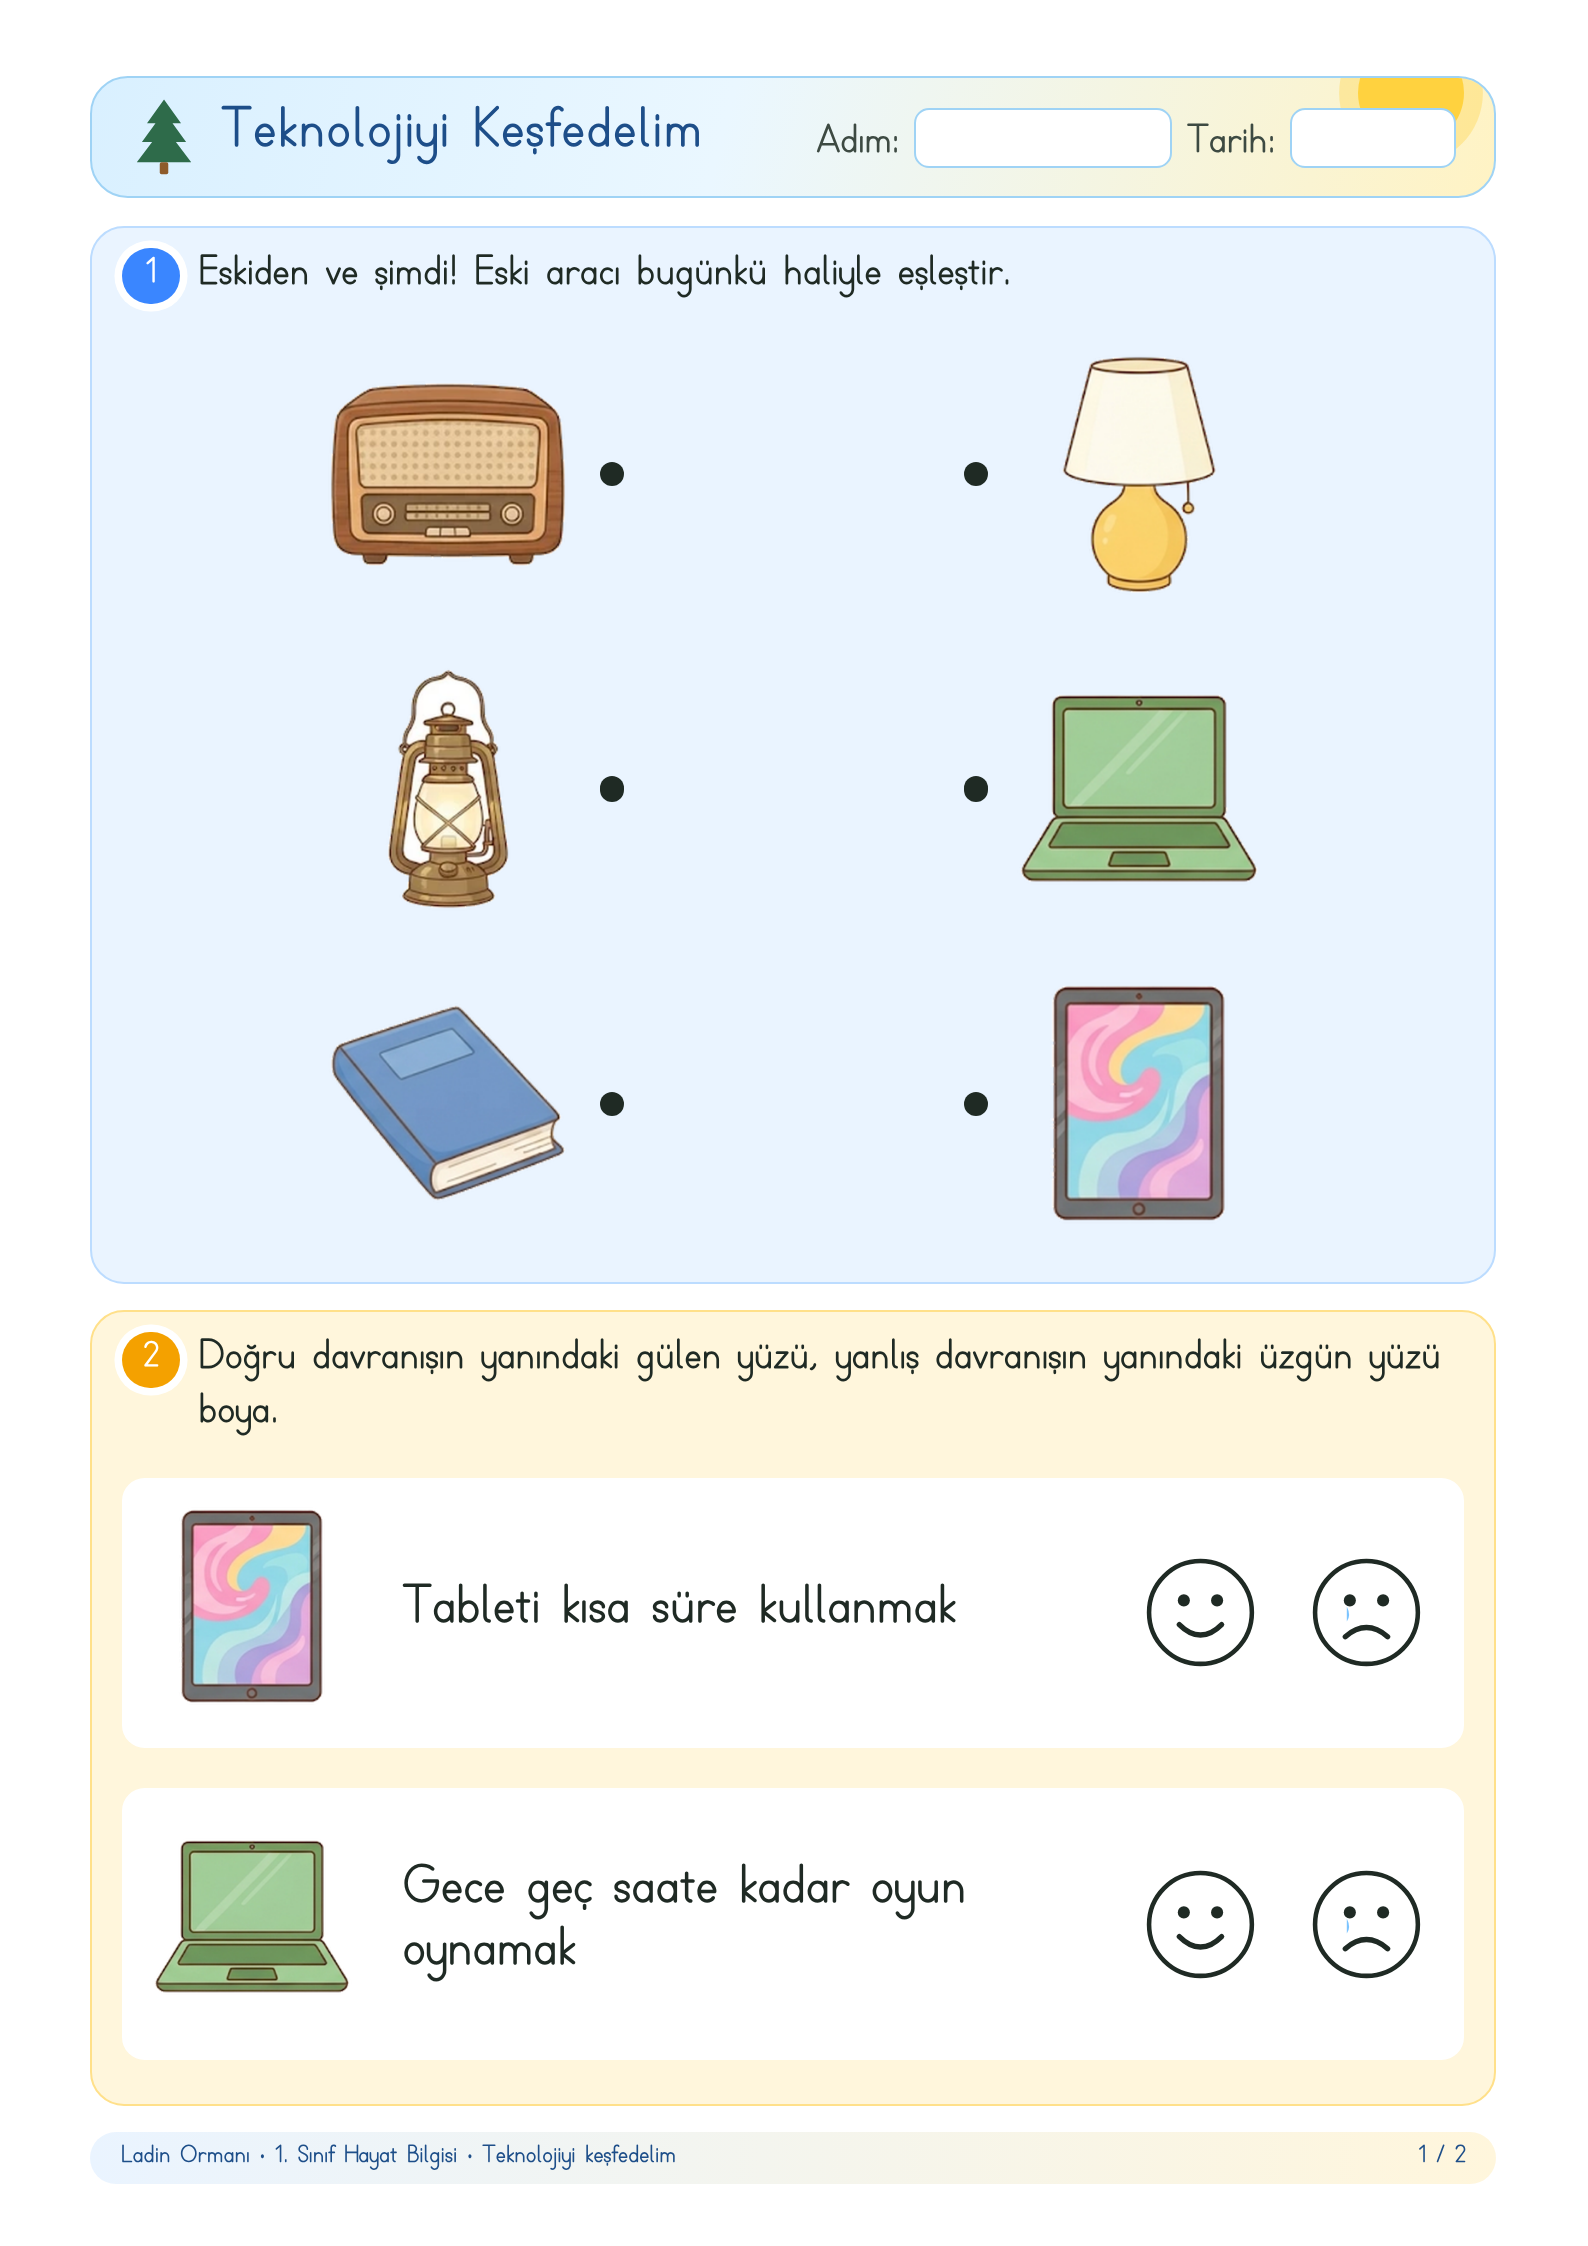 Teknolojiyi Keşfedelim
Adım:
Tarih:
1 Eskiden ve şimdi! Eski aracı bugünkü haliyle eşleştir.
2 Doğru davranışın yanındaki gülen yüzü, yanlış davranışın yanındaki üzgün yüzü
boya.
Tableti kısa süre kullanmak
Gece geç saate kadar oyun
oynamak
Ladin Ormanı • 1. Sınıf Hayat Bilgisi • Teknolojiyi keşfedelim
1 / 2